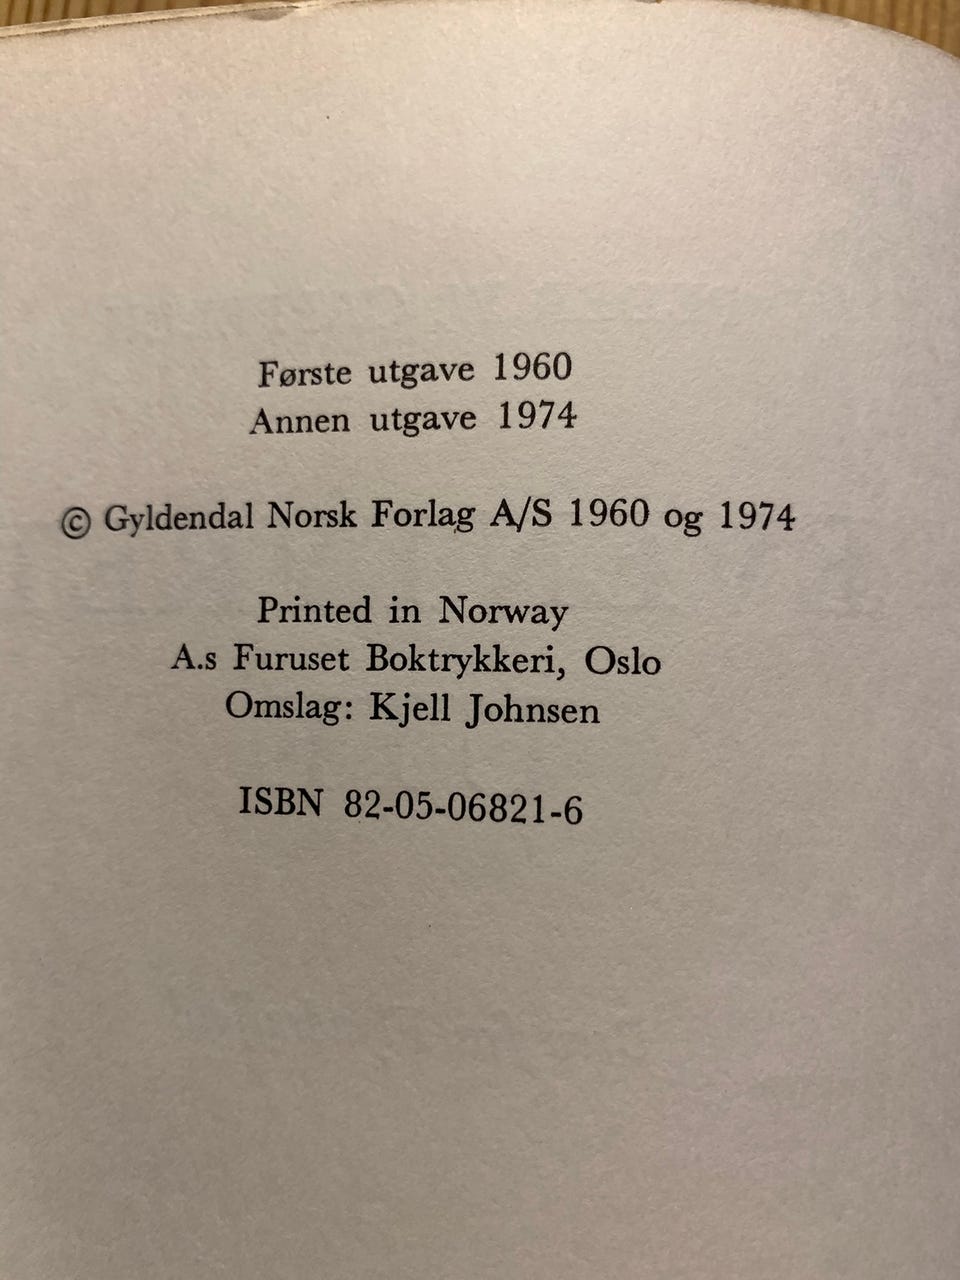 Første utgave 1960
Annen utgave 1974
© Gyldendal Norsk Forlag A/S 1960 og 1974
Printed in Norway
A.s Furuset Boktrykkeri, Oslo
Omslag: Kjell Johnsen
ISBN 82-05-06821-6